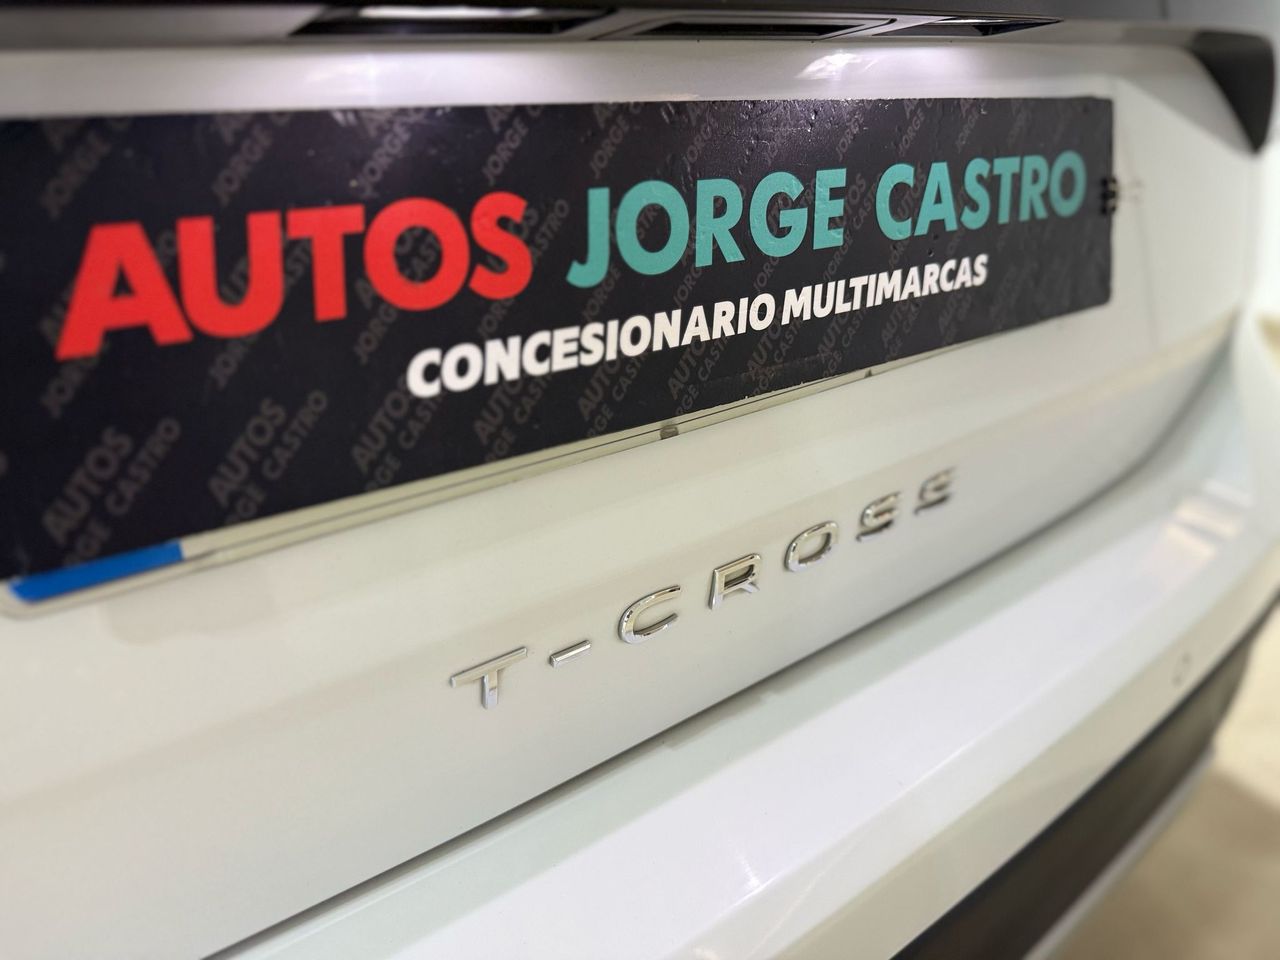 AUTOS JORGE CASTRO
CONCESIONARIO MULTIMARCAS
T-CROSS